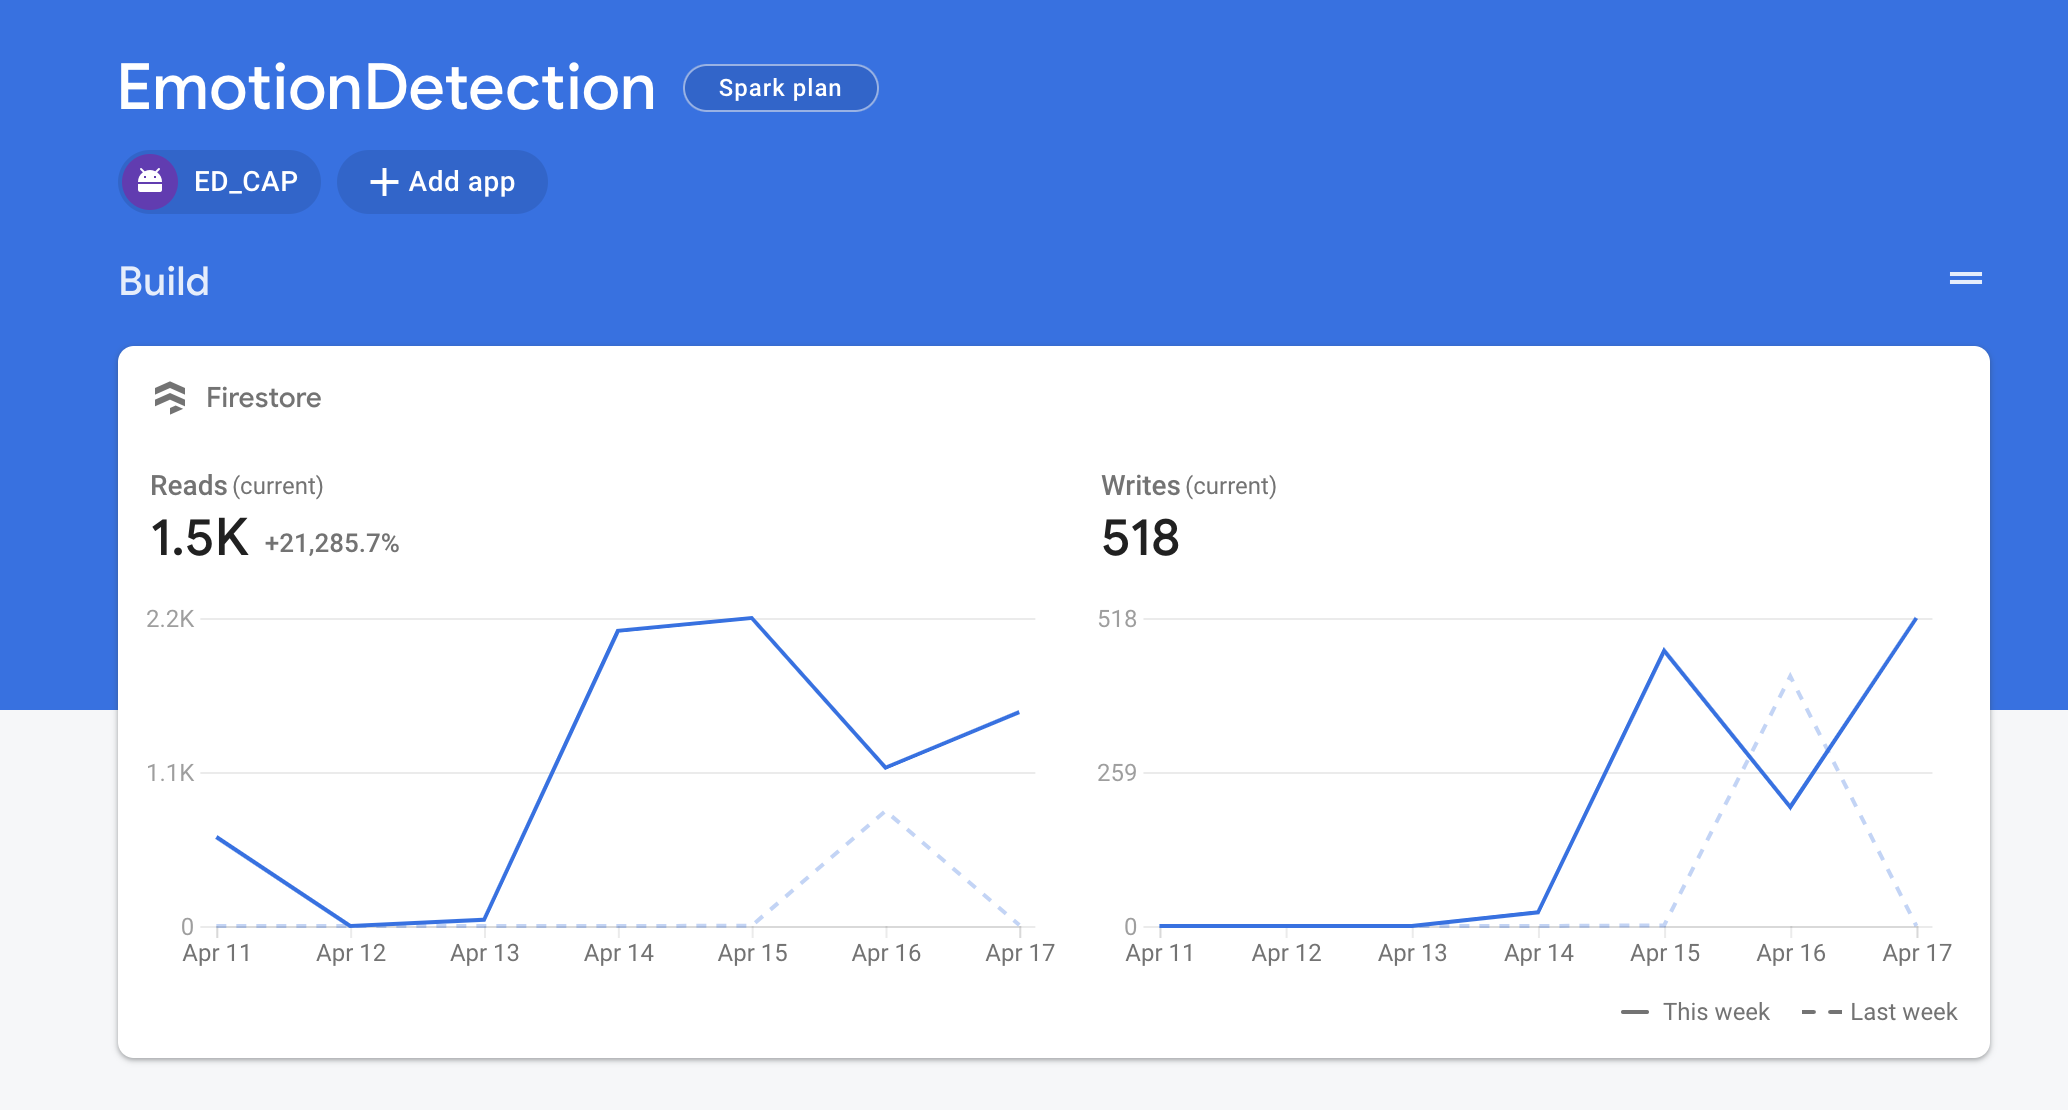 EmotionDetection
Spark plan
ED_CAP
Add app
Build
Firestore
Reads (current)
1.5K +21,285.7%
2.2K
1.1K
0
Apr 11 Apr 12 Apr 13 Apr 14 Apr 15 Apr 16 Apr 17
Writes (current)
518
518
259
0
Apr 11 Apr 12 Apr 13 Apr 14 Apr 15 Apr 16 Apr 17
This week
Last week